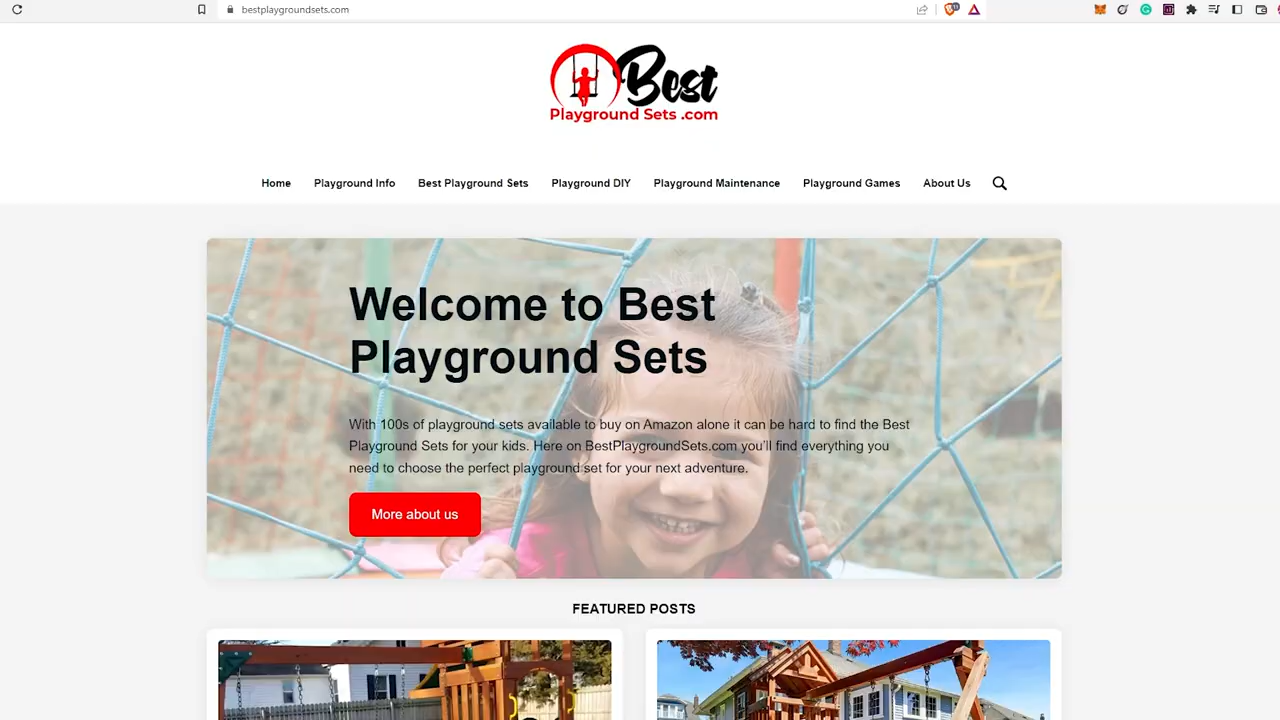 bestplaygroundsets.com
Best
Playground Sets .com
Home Playground Info Best Playground Sets Playground DIY Playground Maintenance Playground Games About Us
Welcome to Best
Playground Sets
With 100s of playground sets available to buy on Amazon alone it can be hard to find the Best
Playground Sets for your kids. Here on BestPlaygroundSets.com you'll find everything you
need to choose the perfect playground set for your next adventure.
More about us
FEATURED POSTS